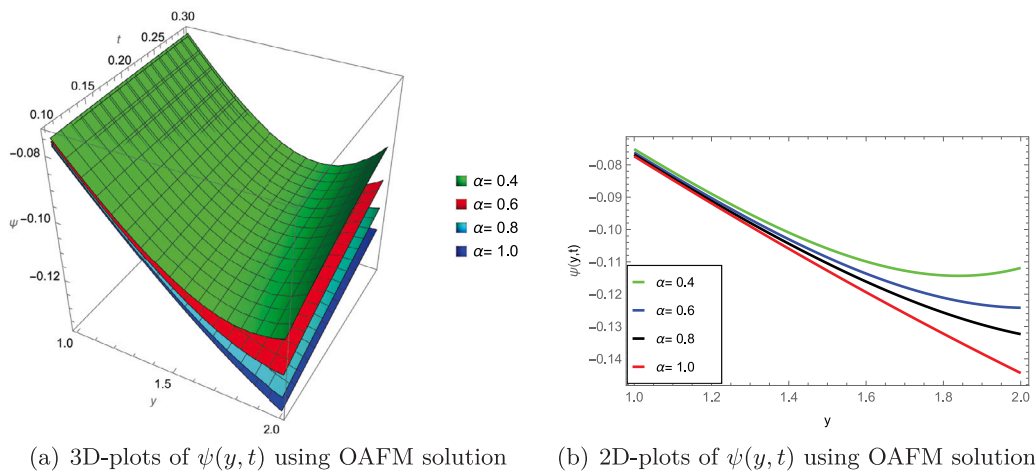 0.30
t
0.25
0.20
0.15
0.10
−0.08
ψ
−0.10
−0.12
1.0
1.5
y
2.0
α= 0.4
α= 0.6
α= 0.8
α= 1.0
−0.08
−0.09
−0.10
−0.11
−0.12
−0.13
−0.14
ψ(y,t)
α= 0.4
α= 0.6
α= 0.8
α= 1.0
1.0 1.2 1.4 1.6 1.8 2.0
y
(a) 3D-plots of ψ(y, t) using OAFM solution
(b) 2D-plots of ψ(y, t) using OAFM solution